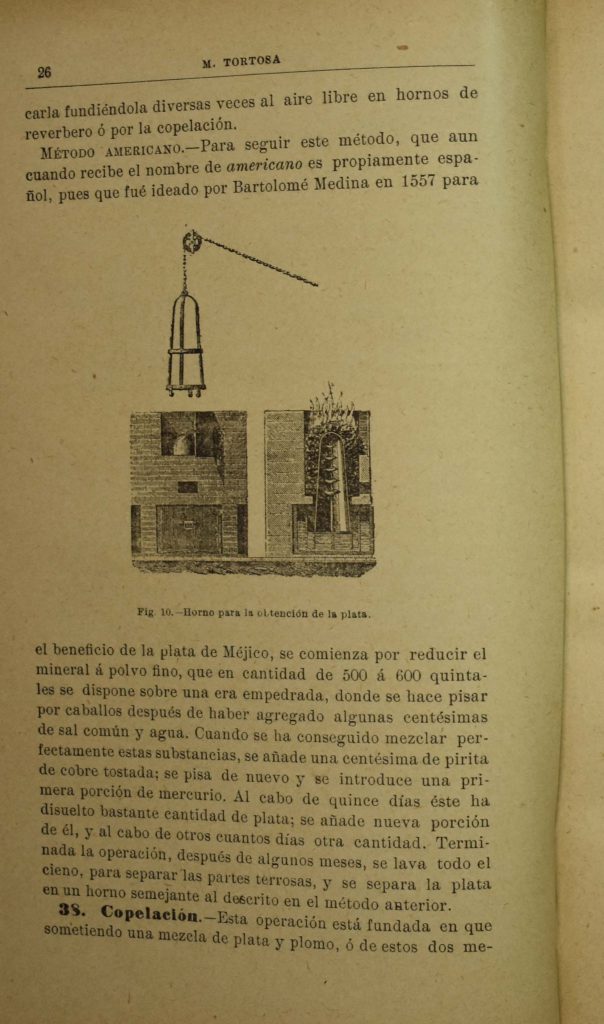 26
M. TORTOSA
carla fundiéndola diversas veces al aire libre en hornos de
reverbero ó por la copelación.
MÉTODO AMERICANO.—Para seguir este método, que aun
cuando recibe el nombre de americano es propiamente espa-
ñol, pues que fué ideado por Bartolomé Medina en 1557 para
Fig. 10.—Horno para la obtención de la plata.
el beneficio de la plata de Méjico, se comienza por reducir el
mineral á polvo fino, que en cantidad de 500 á 600 quinta-
les se dispone sobre una era empedrada, donde se hace pisar
por caballos después de haber agregado algunas centésimas
de sal común y agua. Cuando se ha conseguido mezclar per-
fectamente estas substancias, se añade una centésima de pirita
de cobre tostada; se pisa de nuevo y se introduce una pri-
mera porción de mercurio. Al cabo de quince días éste ha
disuelto bastante cantidad de plata; se añade nueva porción
de él, y al cabo de otros cuantos días otra cantidad. Termi-
nada la operación, después de algunos meses, se lava todo el
cieno, para separar las partes terrosas, y se separa la plata
en un horno semejante al descrito en el método anterior.
38. Copelación.—Esta operación está fundada en que
sometiendo una mezcla de plata y plomo, ó de estos dos me-